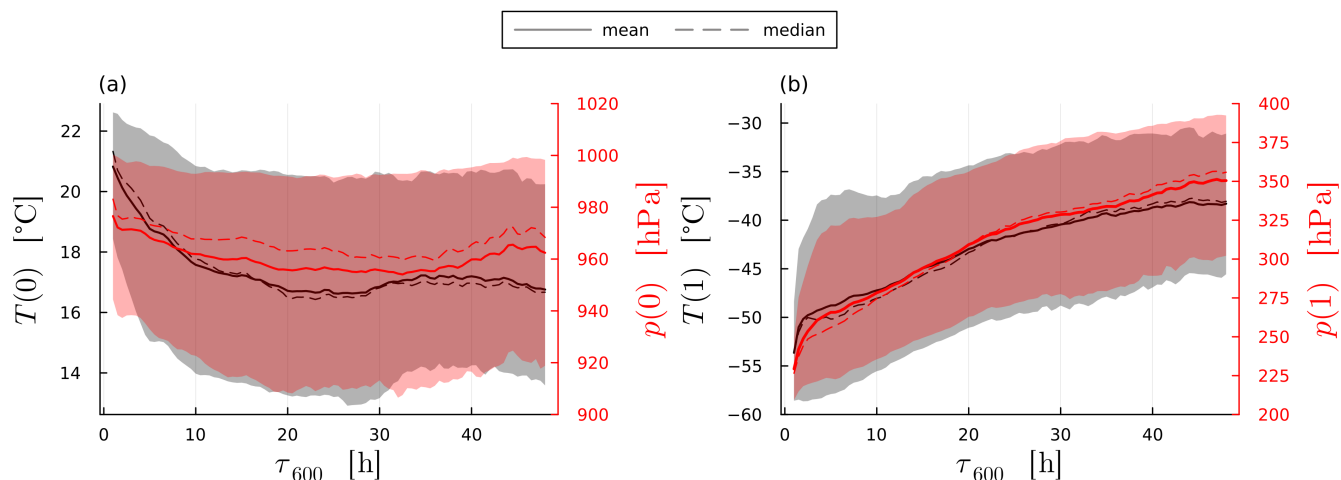 mean median
(a)
T(0) [°C]
22
20
18
16
14
0 10 20 30 40
τ600 [h]
1020
1000
980
960
940
920
900
p(0) [hPa]
(b)
T(1) [°C]
−30
−35
−40
−45
−50
−55
−60
0 10 20 30 40
τ600 [h]
400
375
350
325
300
275
250
225
200
p(1) [hPa]